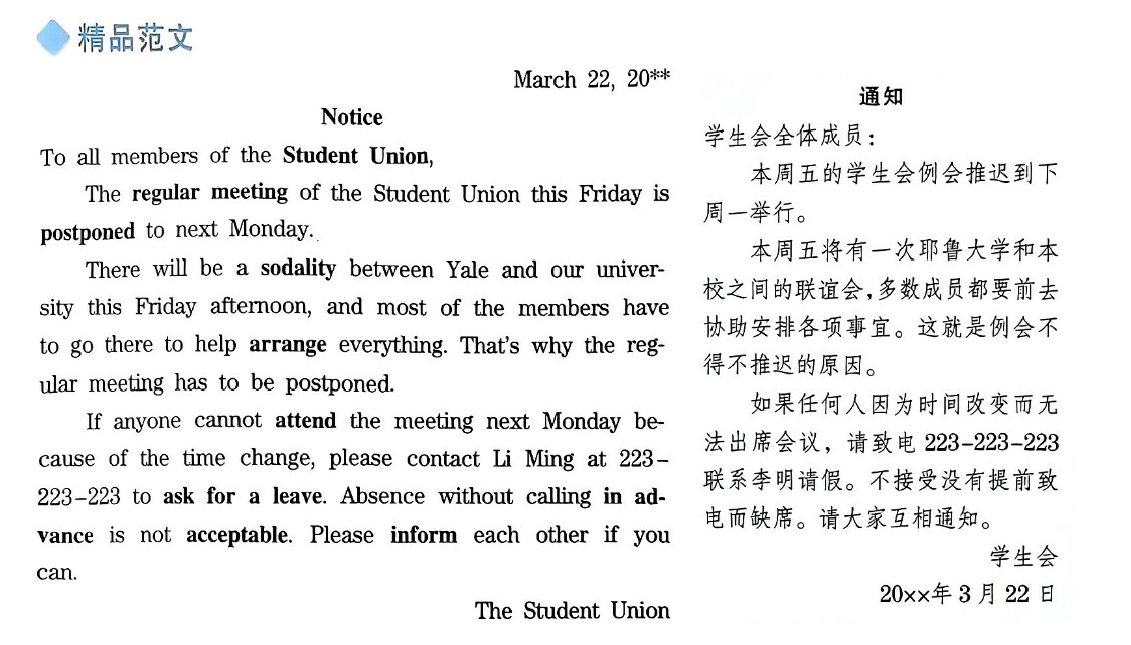 精品范文
March 22, 20**
Notice
To all members of the Student Union,
The regular meeting of the Student Union this Friday is
postponed to next Monday.
There will be a sodality between Yale and our univer-
sity this Friday afternoon, and most of the members have
to go there to help arrange everything. That's why the reg-
ular meeting has to be postponed.
If anyone cannot attend the meeting next Monday be-
cause of the time change, please contact Li Ming at 223-
223-223 to ask for a leave. Absence without calling in ad-
vance is not acceptable. Please inform each other if you
can.
The Student Union
通知
学生会全体成员：
本周五的学生会例会推迟到下
周一举行。
本周五将有一次耶鲁大学和本
校之间的联谊会，多数成员都要前去
协助安排各项事宜。这就是例会不
得不推迟的原因。
如果任何人因为时间改变而无
法出席会议，请致电 223-223-223
联系李明请假。不接受没有提前致
电而缺席。请大家互相通知。
学生会
20××年 3 月 22 日